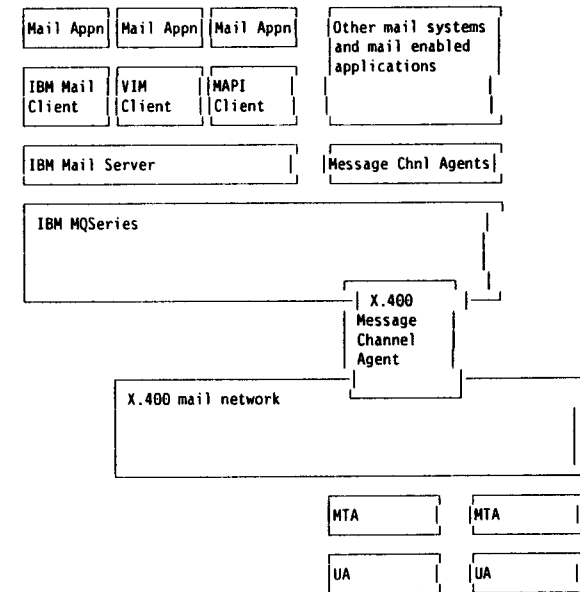 Mail Appn Mail Appn Mail Appn
Other mail systems
and mail enabled
applications
IBM Mail
Client
VIM
Client
MAPI
Client
IBM Mail Server
Message Chnl Agents
IBM MQSeries
X.400
Message
Channel
Agent
X.400 mail network
MTA MTA
UA UA